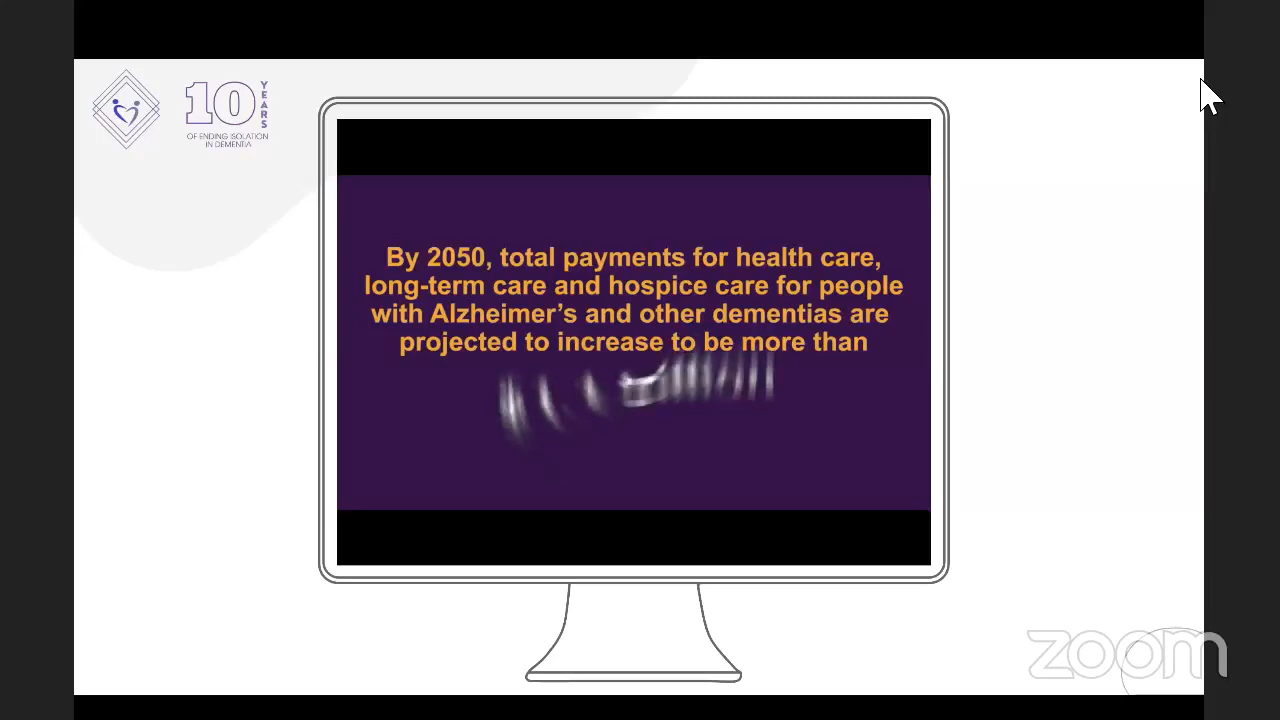 10 YEARS
OF ENDING ISOLATION
IN DEMENTIA
By 2050, total payments for health care,
long-term care and hospice care for people
with Alzheimer's and other dementias are
projected to increase to be more than
zoom